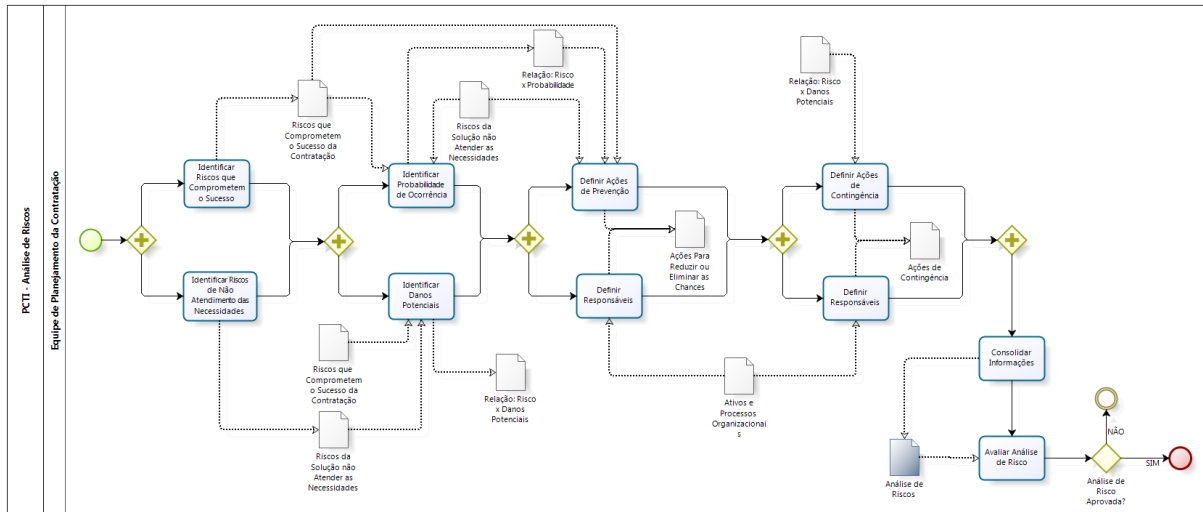 PCTI - Análise de Riscos
Equipe de Planejamento da Contratação
Identificar
Riscos que
Comprometem
o Sucesso
Identificar Riscos
de Não
Atendimento das
Necessidades
Riscos que
Comprometem
o Sucesso da
Contratação
Identificar
Probabilidade
de Ocorrência
Identificar
Danos
Potenciais
Riscos que
Comprometem
o Sucesso da
Contratação
Riscos da
Solução não
Atender as
Necessidades
Relação: Risco
x Probabilidade
Riscos da
Solução não
Atender as
Necessidades
Relação: Risco
x Danos
Potenciais
Definir Ações
de Prevenção
Definir
Responsáveis
Ações Para
Reduzir ou
Eliminar as
Chances
Ativos e
Processos
Organizacionai
s
Relação: Risco
x Danos
Potenciais
Definir Ações
de
Contingência
Definir
Responsáveis
Ações de
Contingência
Consolidar
Informações
Análise de
Riscos
Avaliar Análise
de Risco
NÃO
SIM
Análise de
Risco
Aprovada?